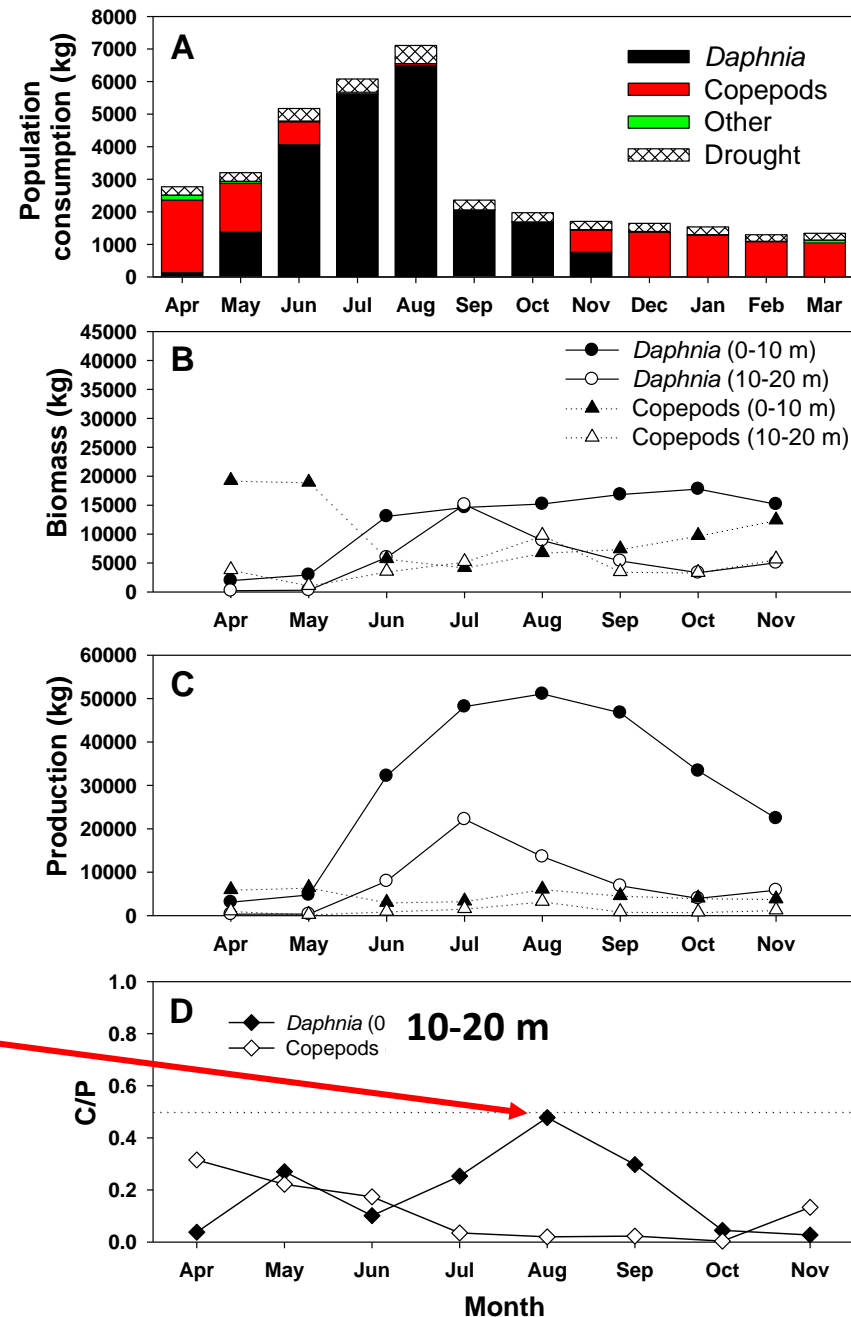 A
Population
consumption (kg)
8000
7000
6000
5000
4000
3000
2000
1000
0
Daphnia
Copepods
Other
Drought
Apr May Jun Jul Aug Sep Oct Nov Dec Jan Feb Mar
B
Biomass (kg)
45000
40000
35000
30000
25000
20000
15000
10000
5000
0
Daphnia (0-10 m)
Daphnia (10-20 m)
Copepods (0-10 m)
Copepods (10-20 m)
Apr May Jun Jul Aug Sep Oct Nov
C
Production (kg)
60000
50000
40000
30000
20000
10000
0
Apr May Jun Jul Aug Sep Oct Nov
D
C/P
1.0
0.8
0.6
0.4
0.2
0.0
Daphnia (0
Copepods
10-20 m
Apr May Jun Jul Aug Sep Oct Nov
Month